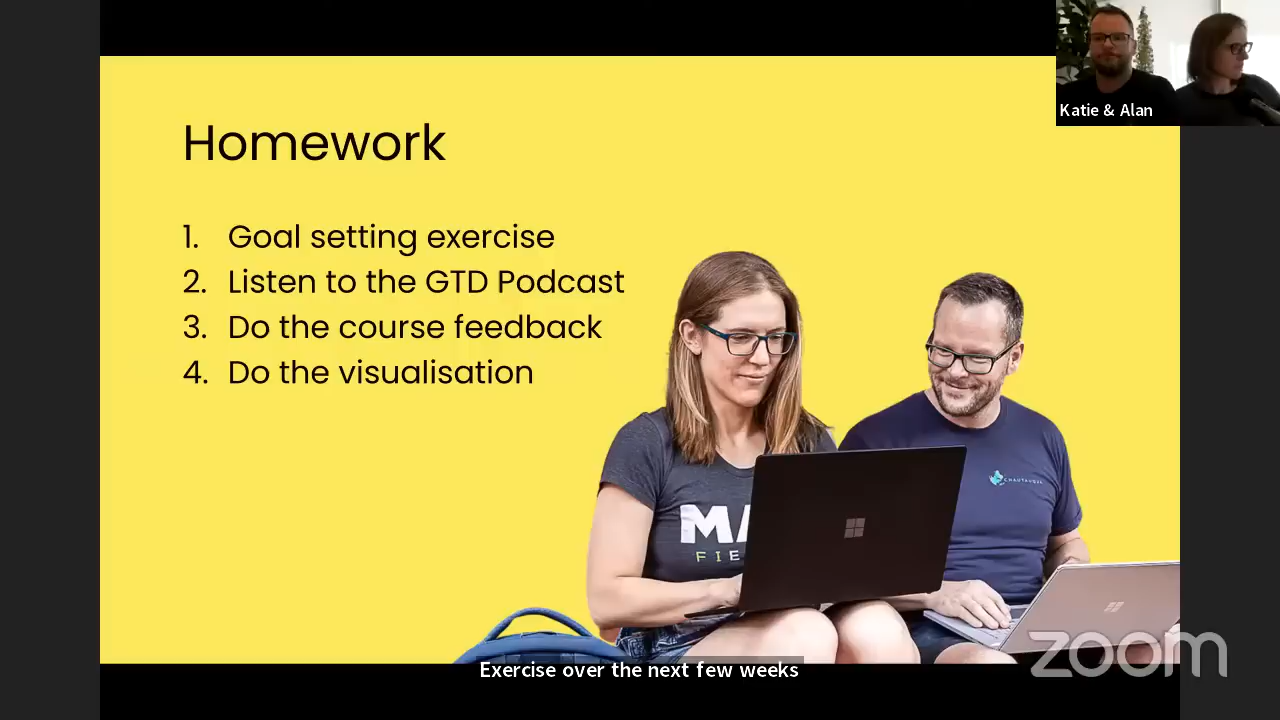 Katie & Alan
Homework
1. Goal setting exercise
2. Listen to the GTD Podcast
3. Do the course feedback
4. Do the visualisation
CHAUTAUQUA
MA
FIE
zoom
Exercise over the next few weeks